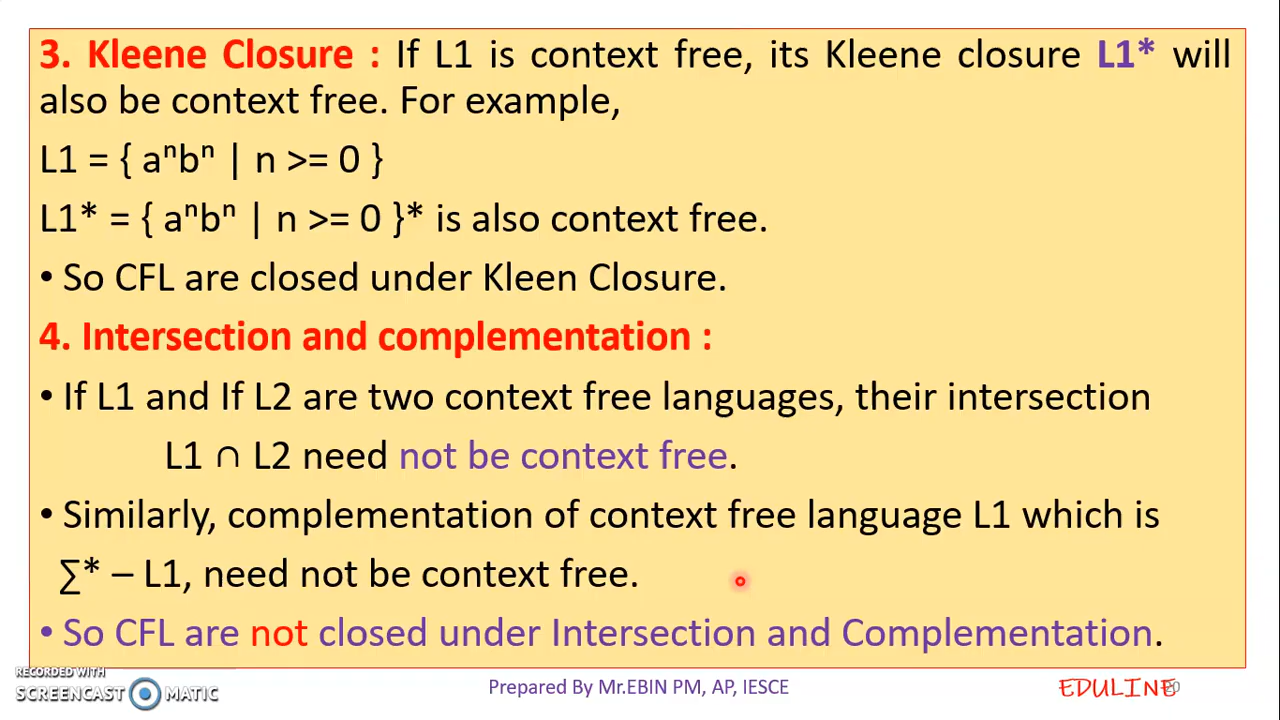 3. Kleene Closure : If L1 is context free, its Kleene closure L1* will
also be context free. For example,
L1 = { aⁿbⁿ | n >= 0 }
L1* = { aⁿbⁿ | n >= 0 }* is also context free.
• So CFL are closed under Kleen Closure.
4. Intersection and complementation :
• If L1 and If L2 are two context free languages, their intersection
L1 ∩ L2 need not be context free.
• Similarly, complementation of context free language L1 which is
∑* – L1, need not be context free.
• So CFL are not closed under Intersection and Complementation.
RECORDED WITH
SCREENCAST MATIC
Prepared By Mr.EBIN PM, AP, IESCE
EDULINE